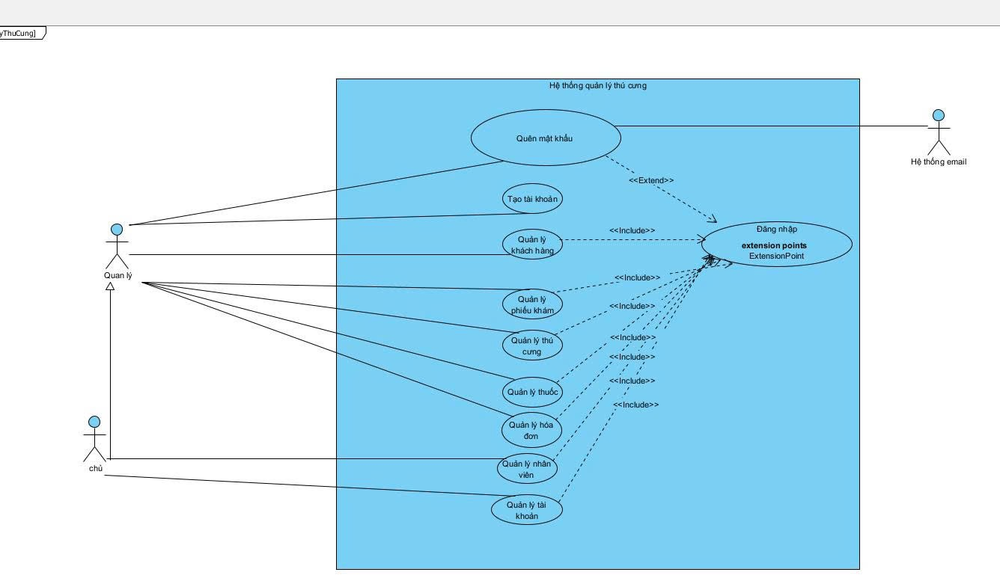 yThuCung]
Hệ thống quản lý thú cưng
Quên mật khẩu
Hệ thống email
<<Extend>>
Tạo tài khoản
<<Include>>
Đăng nhập
extension points
ExtensionPoint
Quản lý
khách hàng
Quan lý
<<Include>>
Quản lý
phiếu khám
<<Include>>
Quản lý thú
cưng
<<Include>>
<<Include>>
Quản lý thuốc
<<Include>>
<<Include>>
Quản lý hóa
đơn
Quản lý nhân
viên
chủ
Quản lý tài
khoản